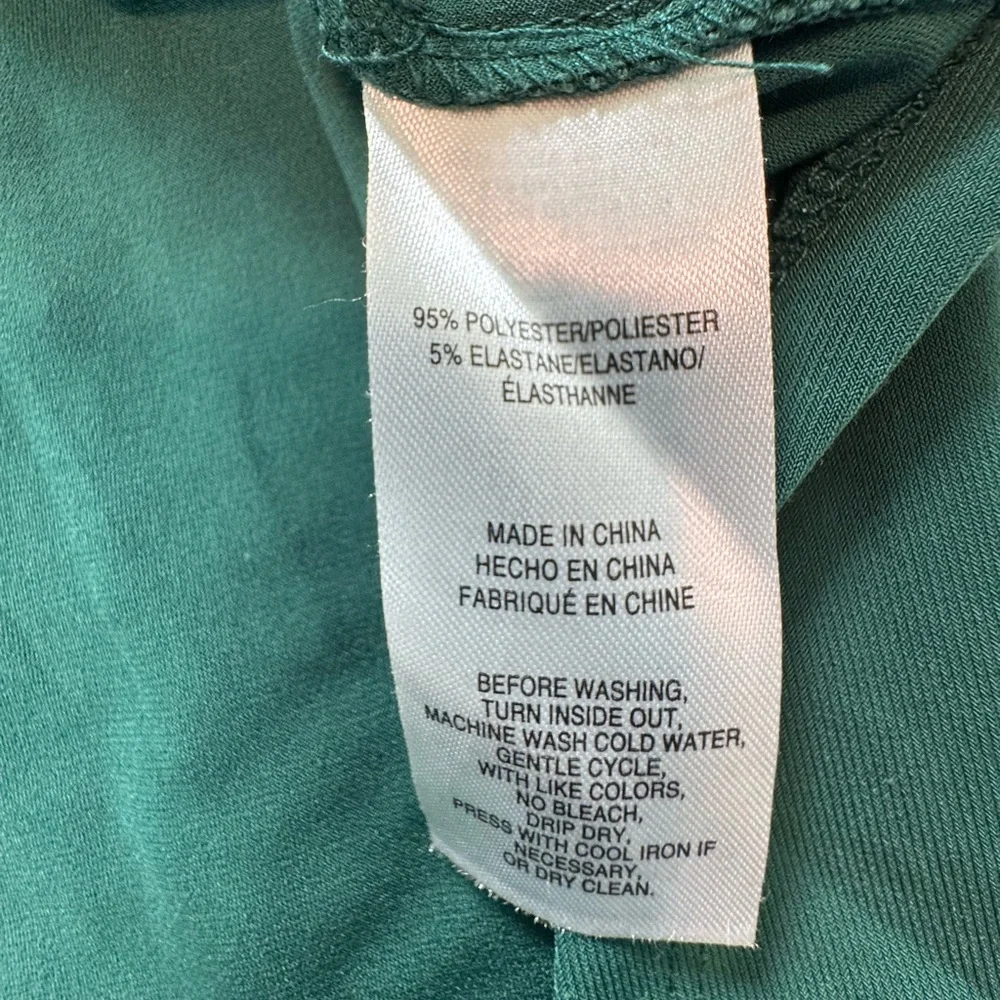 95% POLYESTER/POLIESTER
5% ELASTANE/ELASTANO/
ÉLASTHANNE
MADE IN CHINA
HECHO EN CHINA
FABRIQUÉ EN CHINE
BEFORE WASHING,
TURN INSIDE OUT,
MACHINE WASH COLD WATER,
GENTLE CYCLE,
WITH LIKE COLORS,
NO BLEACH,
DRIP DRY,
PRESS WITH COOL IRON IF
NECESSARY,
OR DRY CLEAN.